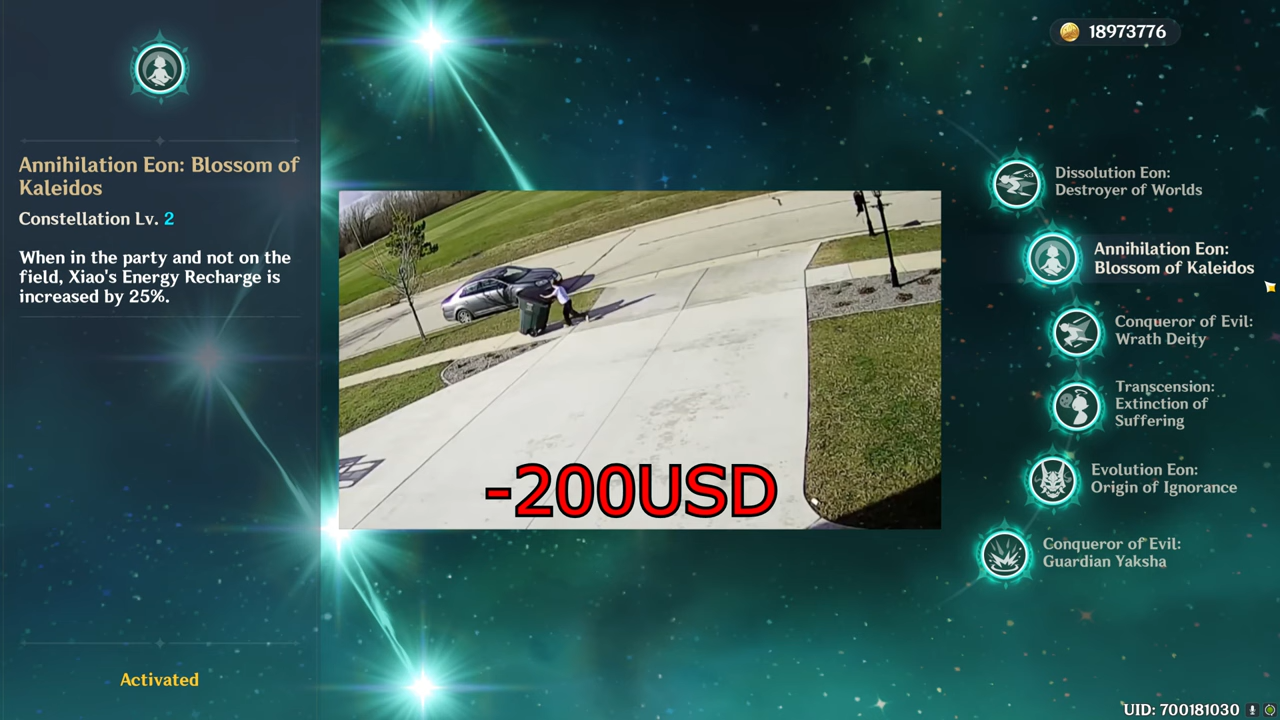 18973776
Annihilation Eon: Blossom of
Kaleidos
Constellation Lv. 2
When in the party and not on the
field, Xiao's Energy Recharge is
increased by 25%.
Activated
-200USD
Dissolution Eon:
Destroyer of Worlds
Annihilation Eon:
Blossom of Kaleidos
Conqueror of Evil:
Wrath Deity
Transcension:
Extinction of
Suffering
Evolution Eon:
Origin of Ignorance
Conqueror of Evil:
Guardian Yaksha
UID: 700181030